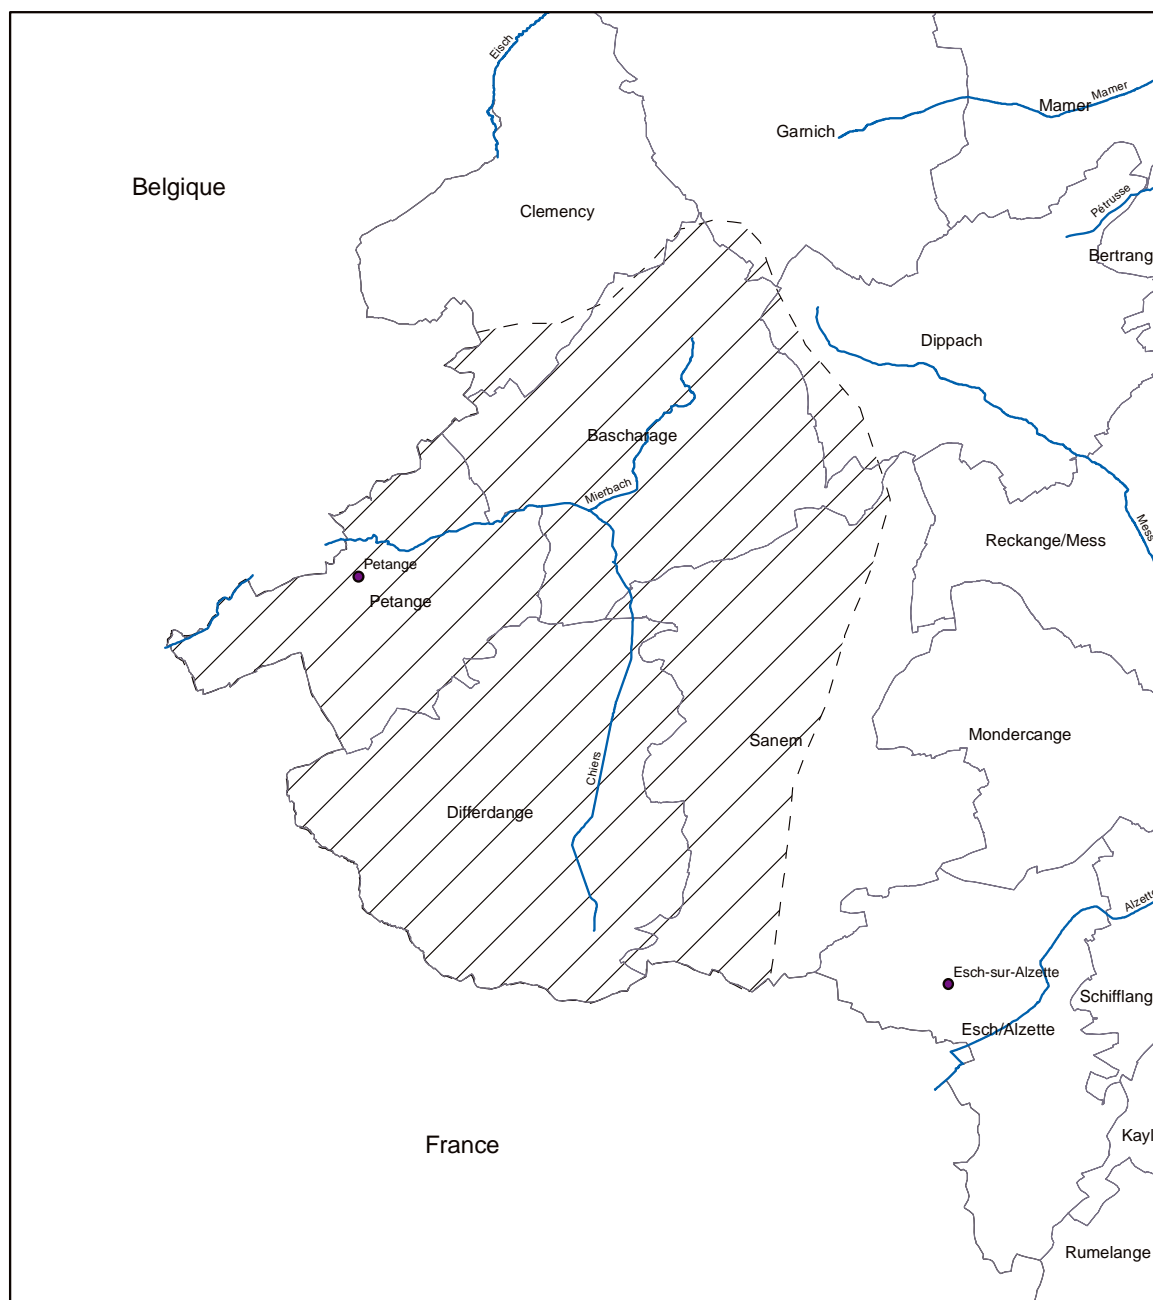 Eisch
Mamer
Mamer
Garnich
Belgique
Pétrusse
Clemency
Bertrang
Dippach
Bascharage
Mierbach
Mess
Reckange/Mess
Petange
Petange
Mondercange
Sanem
Chiers
Differdange
Alzette
Esch-sur-Alzette
Schifflang
Esch/Alzette
Kayl
France
Rumelange